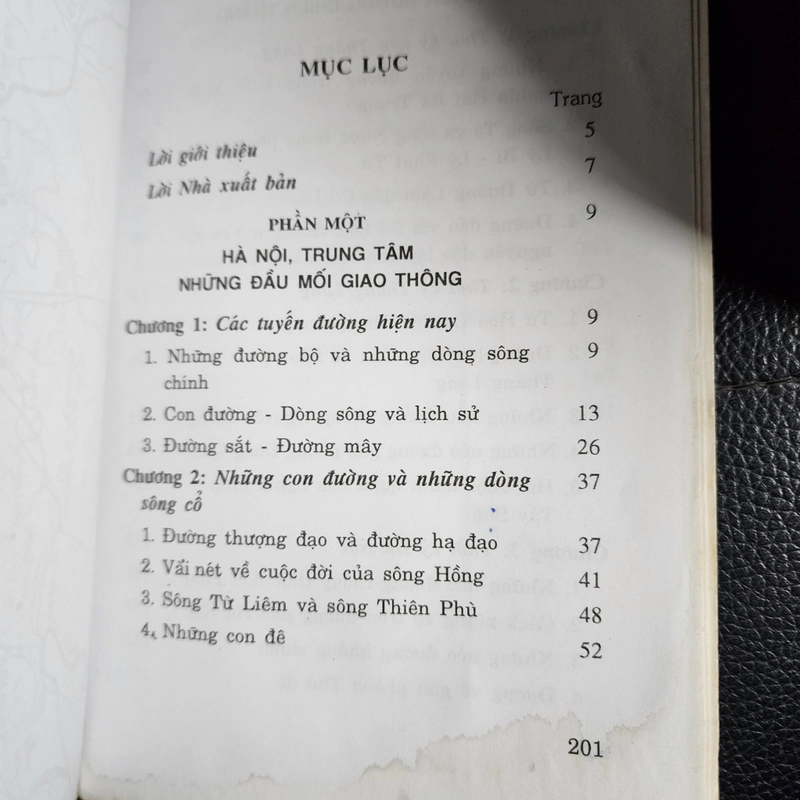 MỤC LỤC
Trang
Lời giới thiệu 5
Lời Nhà xuất bản 7
PHẦN MỘT 9
HÀ NỘI, TRUNG TÂM
NHỮNG ĐẦU MỐI GIAO THÔNG
Chương 1: Các tuyến đường hiện nay 9
1. Những đường bộ và những dòng sông 9
chính
2. Con đường - Dòng sông và lịch sử 13
3. Đường sắt - Đường mây 26
Chương 2: Những con đường và những dòng 37
sông cổ
1. Đường thượng đạo và đường hạ đạo 37
2. Vải nét về cuộc đời của sông Hồng 41
3. Sông Từ Liêm và sông Thiên Phù 48
4. Những con đê 52
201